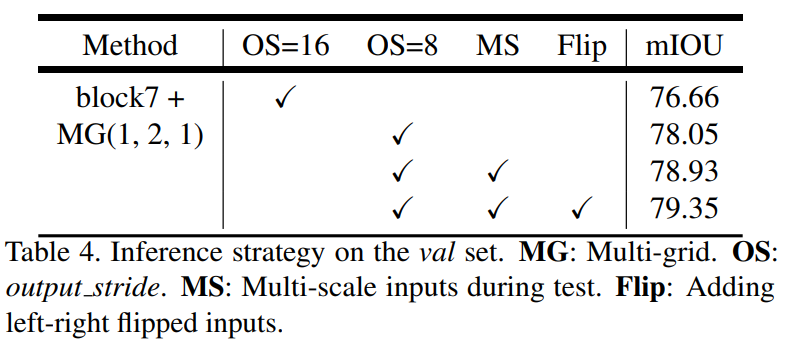 Method OS=16 OS=8 MS Flip mIOU
block7 + ✓ 76.66
MG(1, 2, 1) ✓ 78.05
✓ ✓ 78.93
✓ ✓ ✓ 79.35
Table 4. Inference strategy on the val set. MG: Multi-grid. OS:
output_stride. MS: Multi-scale inputs during test. Flip: Adding
left-right flipped inputs.